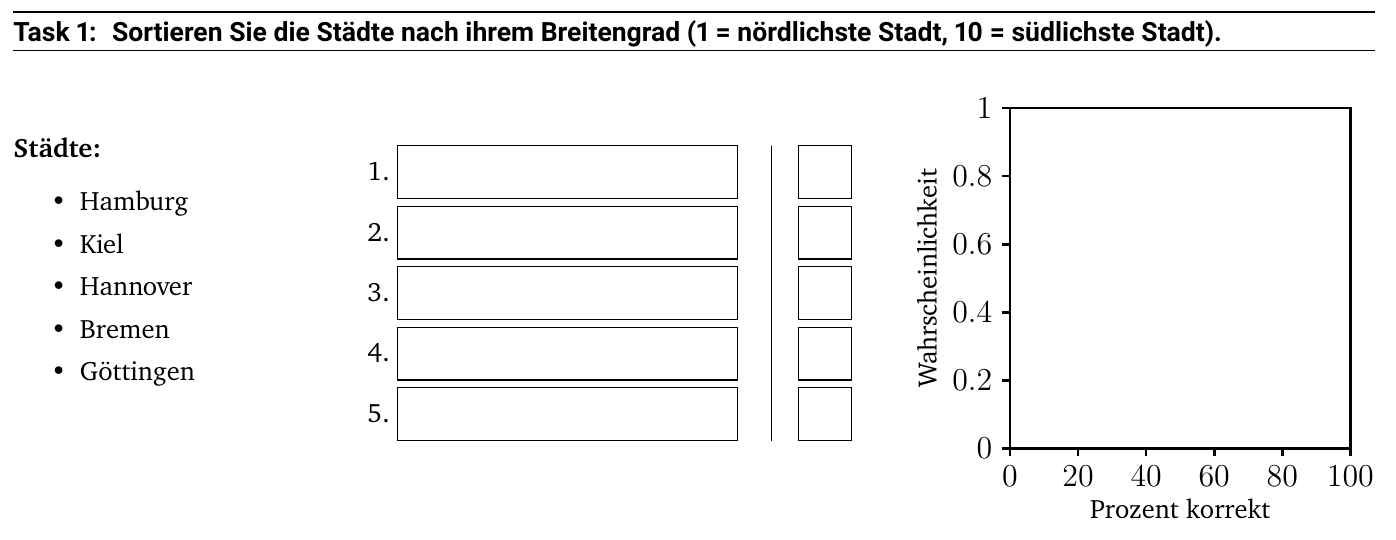 Task 1: Sortieren Sie die Städte nach ihrem Breitengrad (1 = nördlichste Stadt, 10 = südlichste Stadt).
Städte:
• Hamburg
• Kiel
• Hannover
• Bremen
• Göttingen
1.
2.
3.
4.
5.
Wahrscheinlichkeit
1
0.8
0.6
0.4
0.2
0
0 20 40 60 80 100
Prozent korrekt